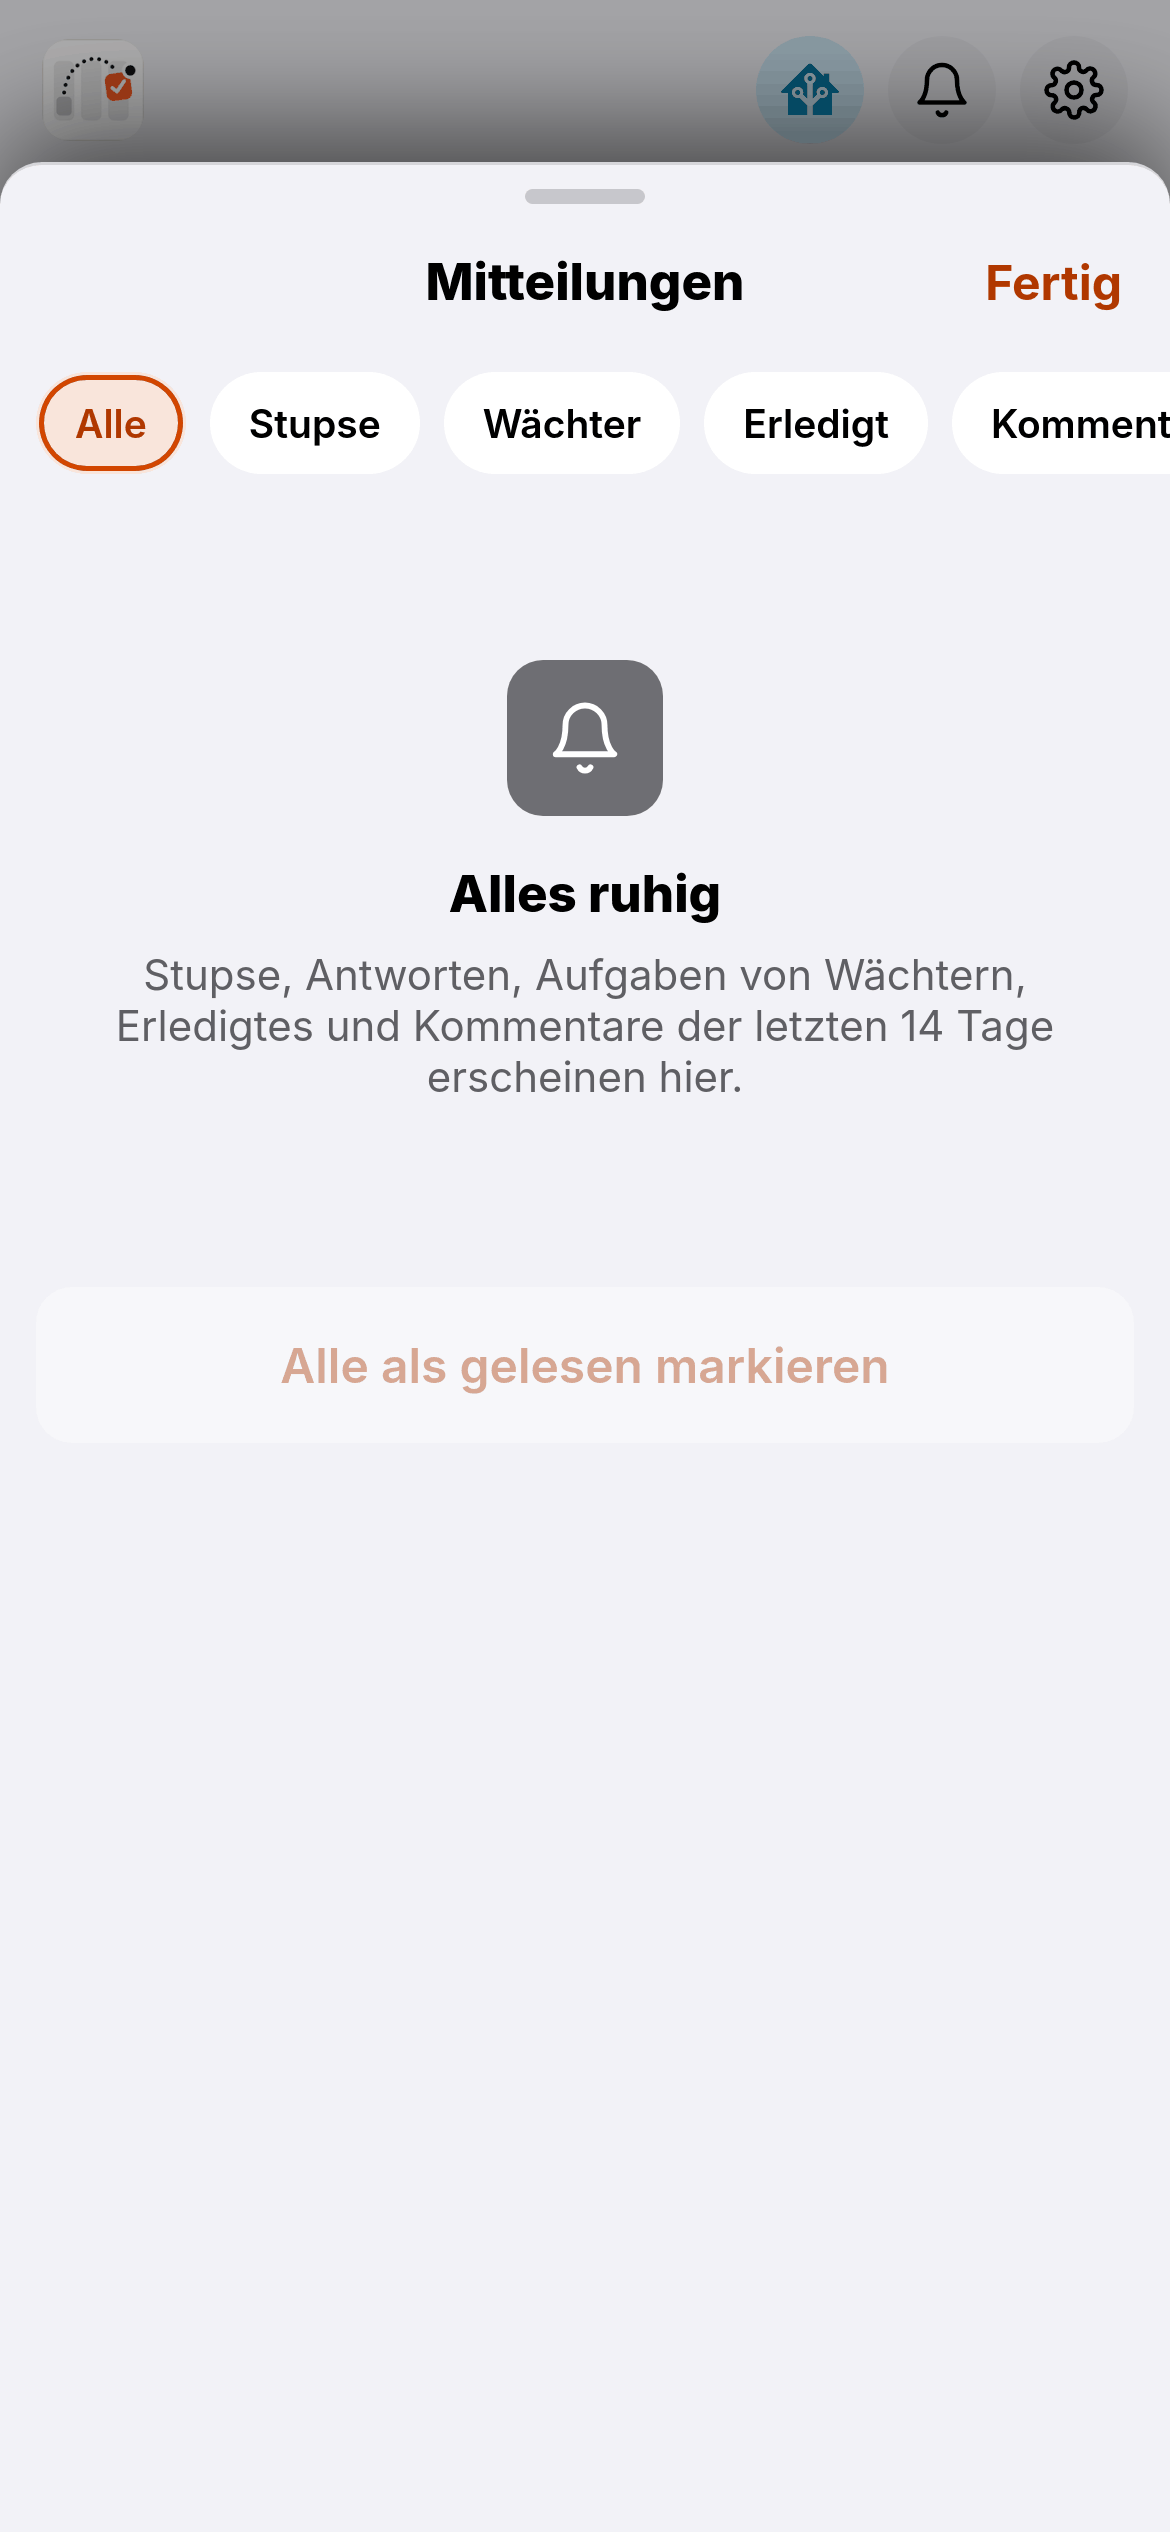 Mitteilungen
Fertig
Alle
Stupse
Wächter
Erledigt
Komment
Alles ruhig
Stupse, Antworten, Aufgaben von Wächtern,
Erledigtes und Kommentare der letzten 14 Tage
erscheinen hier.
Alle als gelesen markieren